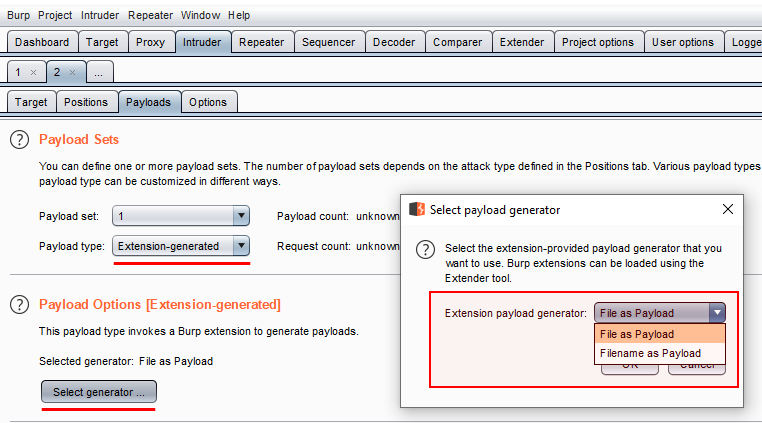 Burp Project Intruder Repeater Window Help
Dashboard Target Proxy Intruder Repeater Sequencer Decoder Comparer Extender Project options User options Logge
1 × 2 × ...
Target Positions Payloads Options
? Payload Sets
You can define one or more payload sets. The number of payload sets depends on the attack type defined in the Positions tab. Various payload types
payload type can be customized in different ways.
Payload set: 1 Payload count: unknown
Payload type: Extension-generated Request count: unknown
? Payload Options [Extension-generated]
This payload type invokes a Burp extension to generate payloads.
Selected generator: File as Payload
Select generator ...
Select payload generator
? Select the extension-provided payload generator that you
want to use. Burp extensions can be loaded using the
Extender tool.
Extension payload generator: File as Payload
File as Payload
Filename as Payload
OK Cancel